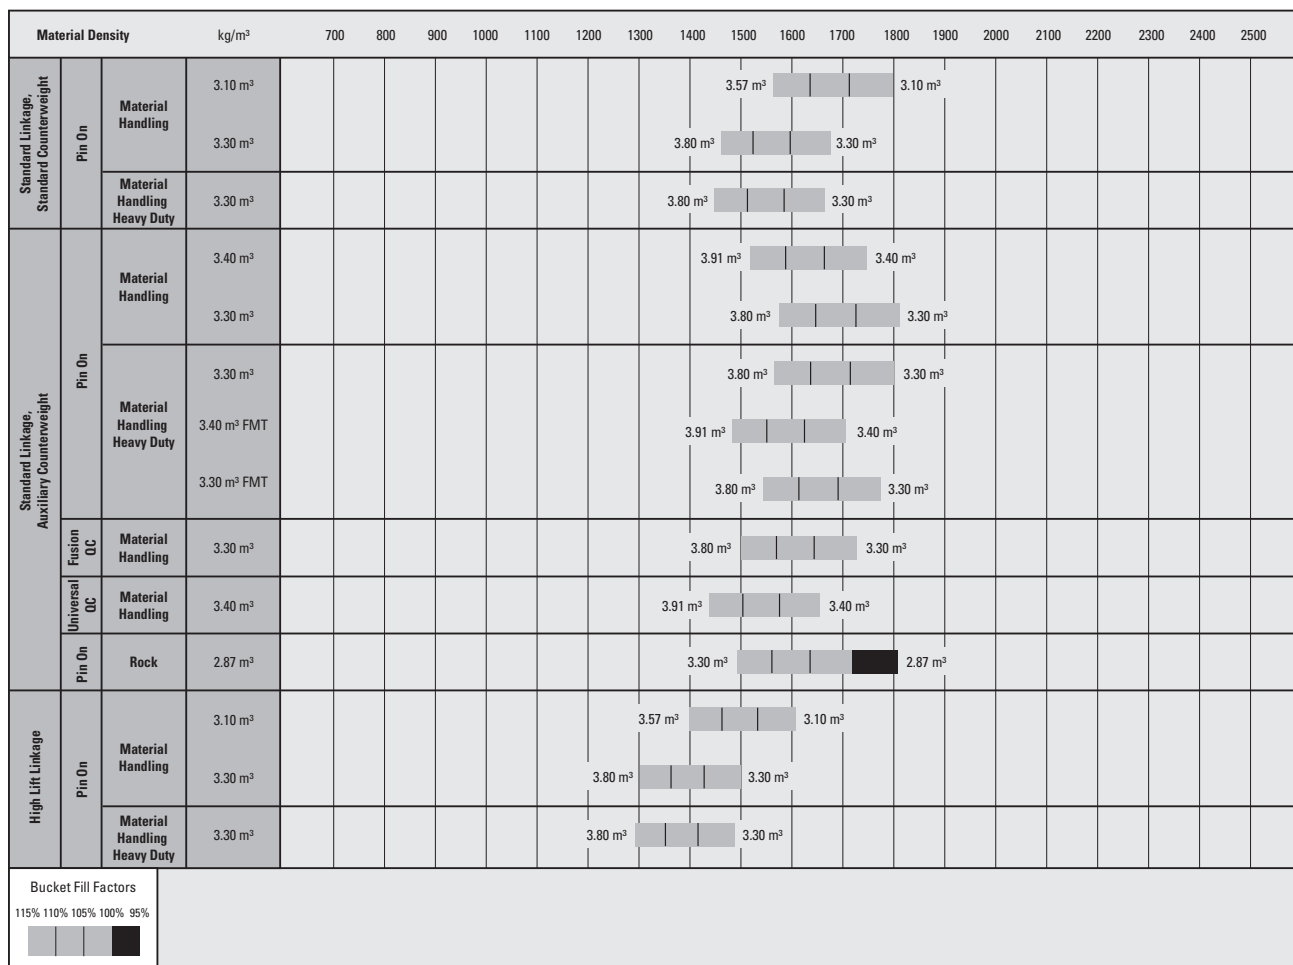 Material Density kg/m³ 700 800 900 1000 1100 1200 1300 1400 1500 1600 1700 1800 1900 2000 2100 2200 2300 2400 2500
Standard Linkage,
Standard Counterweight
Pin On
Material
Handling
3.10 m³ 3.57 m³ 3.10 m³
3.30 m³ 3.80 m³ 3.30 m³
Material
Handling
Heavy Duty
3.30 m³ 3.80 m³ 3.30 m³
Standard Linkage,
Auxiliary Counterweight
Pin On
Material
Handling
3.40 m³ 3.91 m³ 3.40 m³
3.30 m³ 3.80 m³ 3.30 m³
Material
Handling
Heavy Duty
3.30 m³ 3.80 m³ 3.30 m³
3.40 m³ FMT 3.91 m³ 3.40 m³
3.30 m³ FMT 3.80 m³ 3.30 m³
Fusion
QC
Material
Handling
3.30 m³ 3.80 m³ 3.30 m³
Universal
QC
Material
Handling
3.40 m³ 3.91 m³ 3.40 m³
Pin On
Rock
2.87 m³ 3.30 m³ 2.87 m³
High Lift Linkage
Pin On
Material
Handling
3.10 m³ 3.57 m³ 3.10 m³
3.30 m³ 3.80 m³ 3.30 m³
Material
Handling
Heavy Duty
3.30 m³ 3.80 m³ 3.30 m³
Bucket Fill Factors
115% 110% 105% 100% 95%